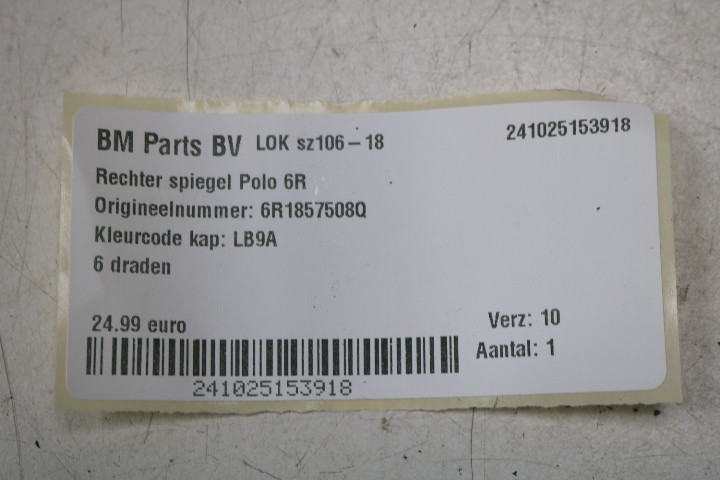 BM Parts BV LOK sz106-18 241025153918
Rechter spiegel Polo 6R
Origineelnummer: 6R1857508Q
Kleurcode kap: LB9A
6 draden
24.99 euro
Verz: 10
Aantal: 1
241025153918